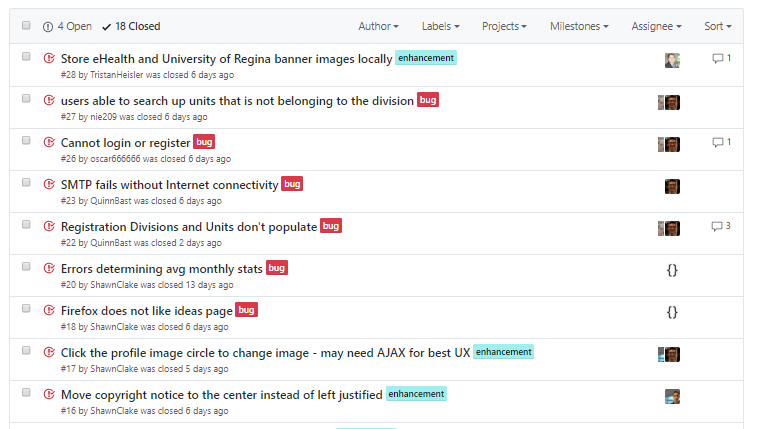 4 Open 18 Closed Author Labels Projects Milestones Assignee Sort
Store eHealth and University of Regina banner images locally enhancement 1
#28 by TristanHeisler was closed 6 days ago
users able to search up units that is not belonging to the division bug
#27 by nie209 was closed 6 days ago
Cannot login or register bug 1
#26 by oscar666666 was closed 6 days ago
SMTP fails without Internet connectivity bug
#23 by QuinnBast was closed 6 days ago
Registration Divisions and Units don't populate bug 3
#22 by QuinnBast was closed 2 days ago
Errors determining avg monthly stats bug {}
#20 by ShawnClake was closed 13 days ago
Firefox does not like ideas page bug {}
#18 by ShawnClake was closed 6 days ago
Click the profile image circle to change image - may need AJAX for best UX enhancement
#17 by ShawnClake was closed 5 days ago
Move copyright notice to the center instead of left justified enhancement
#16 by ShawnClake was closed 6 days ago